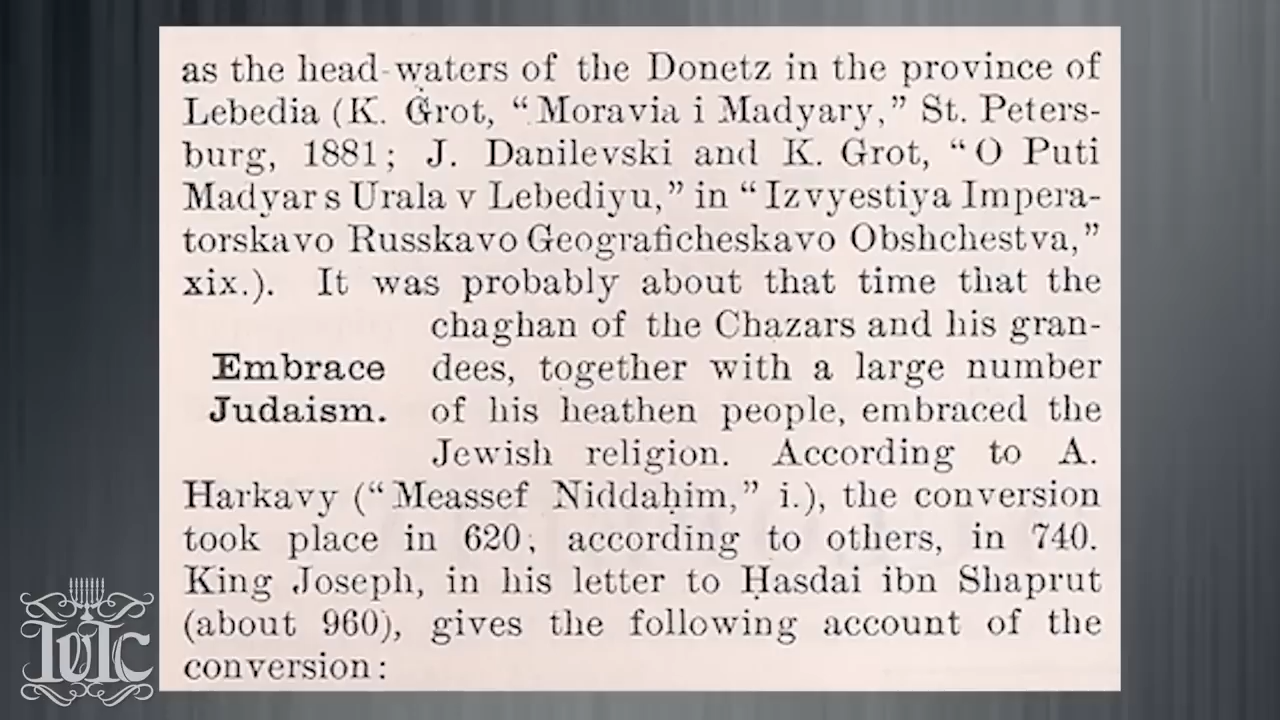 as the head-waters of the Donetz in the province of
Lebedia (K. Grot, “Moravia i Madyary,” St. Peters-
burg, 1881; J. Danilevski and K. Grot, “O Puti
Madyar s Urala v Lebediyu,” in “Izvyestiya Impera-
torskavo Russkavo Geograficheskavo Obshchestva,”
xix.). It was probably about that time that the
chaghan of the Chazars and his gran-
Embrace dees, together with a large number
Judaism. of his heathen people, embraced the
Jewish religion. According to A.
Harkavy (“Meassef Niddaḥim,” i.), the conversion
took place in 620; according to others, in 740.
King Joseph, in his letter to Ḥasdai ibn Shaprut
(about 960), gives the following account of the
conversion:
IUIC